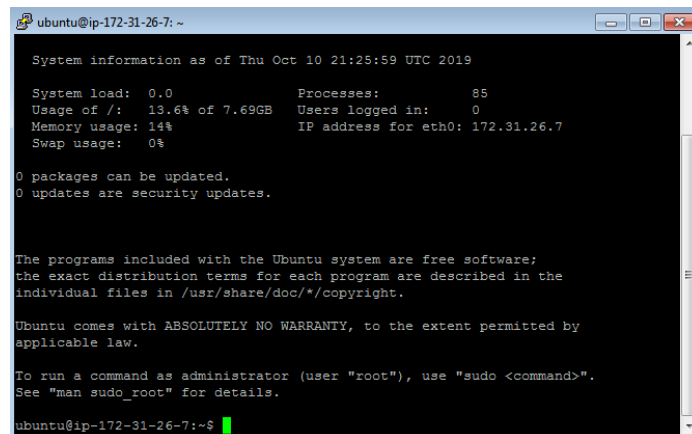 ubuntu@ip-172-31-26-7: ~
System information as of Thu Oct 10 21:25:59 UTC 2019
System load:  0.0                Processes:           85
Usage of /:   13.6% of 7.69GB    Users logged in:     0
Memory usage: 14%                IP address for eth0: 172.31.26.7
Swap usage:   0%
0 packages can be updated.
0 updates are security updates.
The programs included with the Ubuntu system are free software;
the exact distribution terms for each program are described in the
individual files in /usr/share/doc/*/copyright.
Ubuntu comes with ABSOLUTELY NO WARRANTY, to the extent permitted by
applicable law.
To run a command as administrator (user "root"), use "sudo <command>".
See "man sudo_root" for details.
ubuntu@ip-172-31-26-7:~$